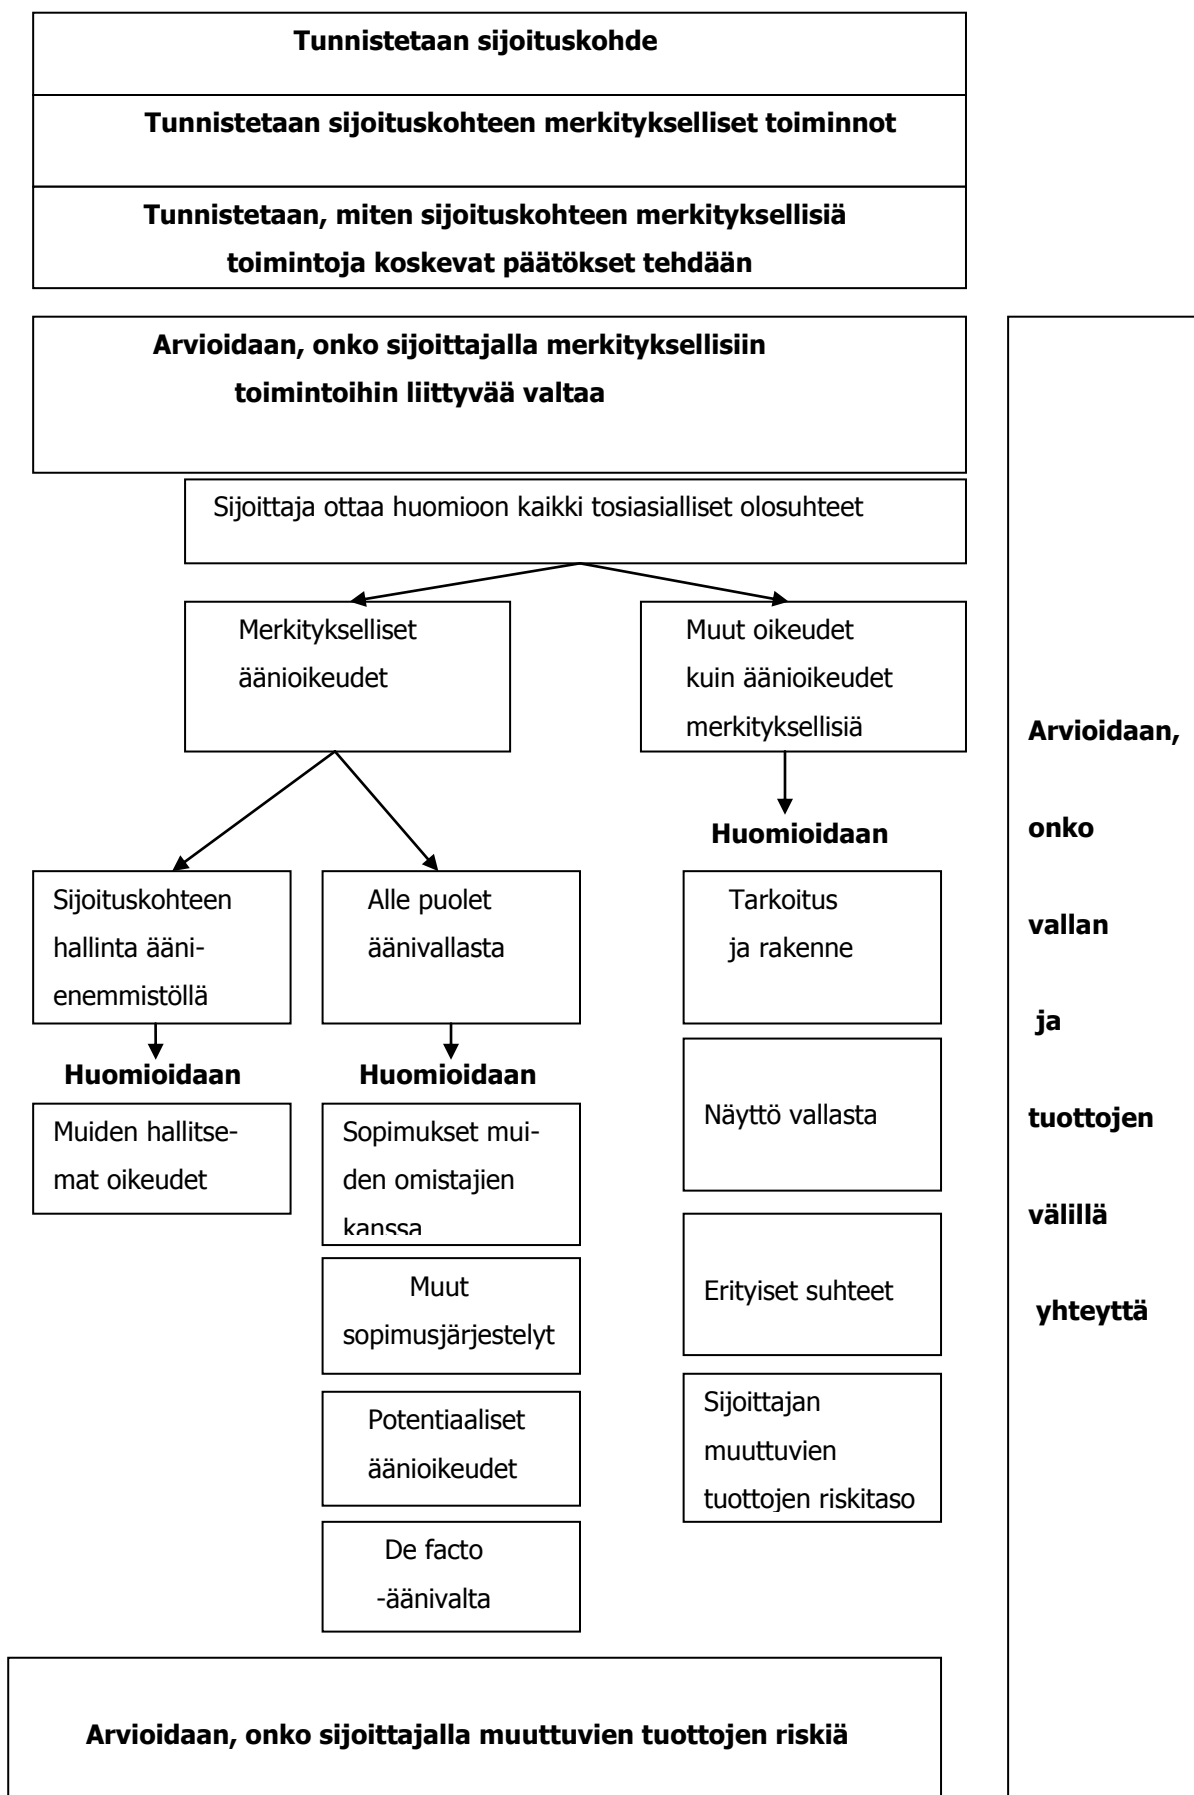 Tunnistetaan sijoituskohde
Tunnistetaan sijoituskohteen merkitykselliset toiminnot
Tunnistetaan, miten sijoituskohteen merkityksellisiä
toimintoja koskevat päätökset tehdään
Arvioidaan, onko sijoittajalla merkityksellisiin
toimintoihin liittyvää valtaa
Sijoittaja ottaa huomioon kaikki tosiasialliset olosuhteet
Merkitykselliset
äänioikeudet
Muut oikeudet
kuin äänioikeudet
merkityksellisiä
Huomioidaan
Sijoituskohteen
hallinta ääni-
enemmistöllä
Huomioidaan
Muiden hallitse-
mat oikeudet
Alle puolet
äänivallasta
Huomioidaan
Sopimukset mui-
den omistajien
kanssa
Muut
sopimusjärjestelyt
Potentiaaliset
äänioikeudet
De facto
-äänivalta
Tarkoitus
ja rakenne
Näyttö vallasta
Erityiset suhteet
Sijoittajan
muuttuvien
tuottojen riskitaso
Arvioidaan,
onko
vallan
ja
tuottojen
välillä
yhteyttä
Arvioidaan, onko sijoittajalla muuttuvien tuottojen riskiä